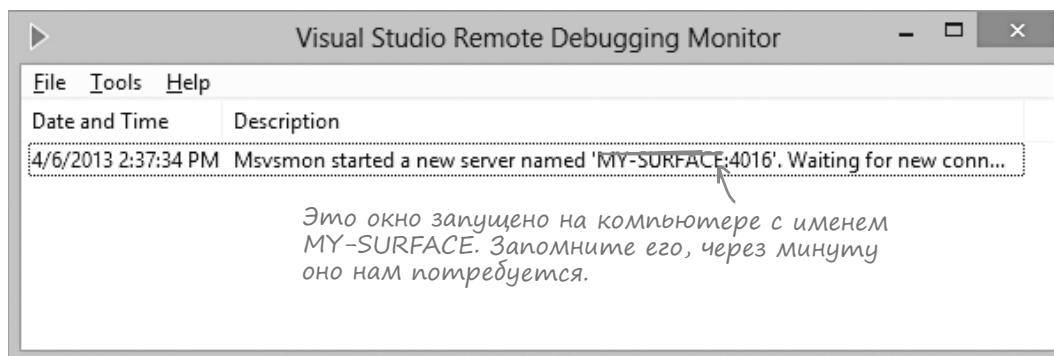 Visual Studio Remote Debugging Monitor
File Tools Help
Date and Time Description
4/6/2013 2:37:34 PM Msvsmon started a new server named 'MY-SURFACE:4016'. Waiting for new conn...
Это окно запущено на компьютере с именем
MY-SURFACE. Запомните его, через минуту
оно нам потребуется.